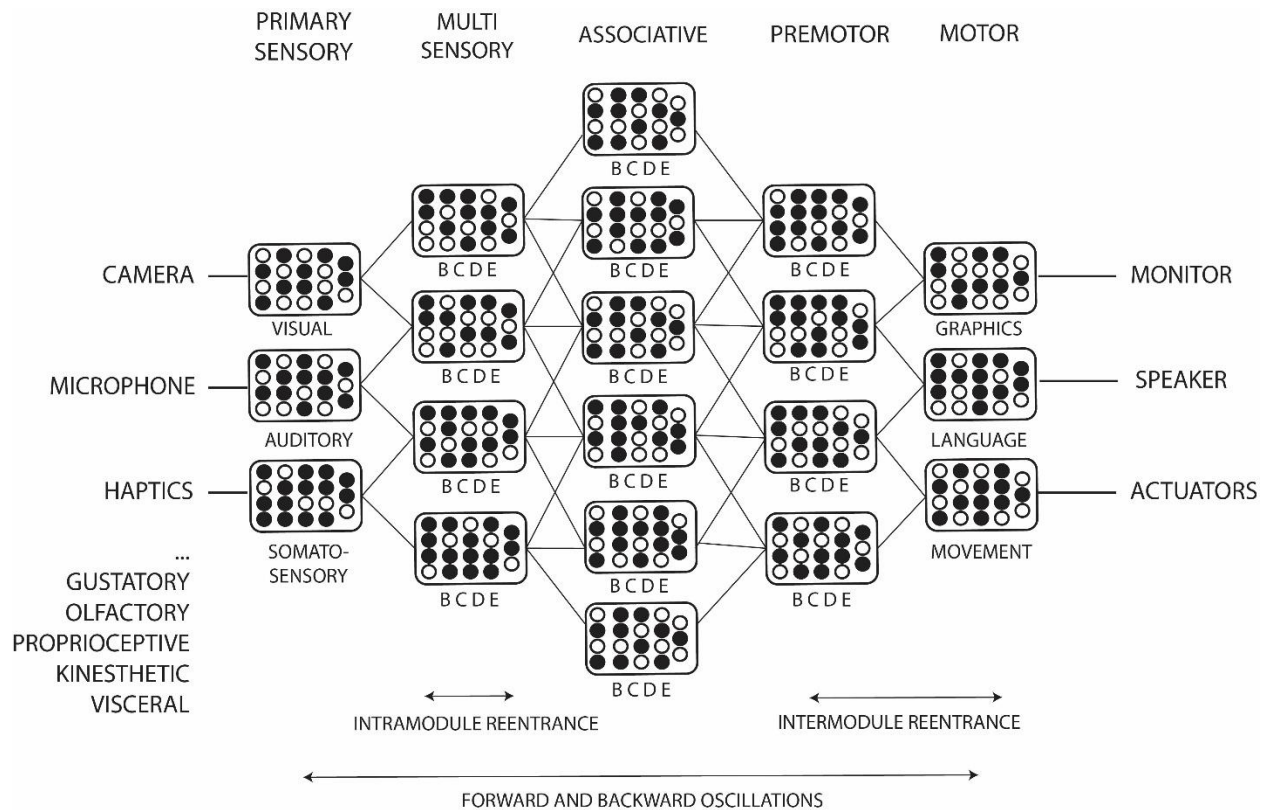 PRIMARY
SENSORY
MULTI
SENSORY
ASSOCIATIVE
PREMOTOR
MOTOR
B C D E
B C D E
B C D E
B C D E
CAMERA
VISUAL
B C D E
B C D E
B C D E
GRAPHICS
MONITOR
MICROPHONE
AUDITORY
B C D E
B C D E
B C D E
LANGUAGE
SPEAKER
HAPTICS
SOMATO-
SENSORY
B C D E
B C D E
B C D E
MOVEMENT
ACTUATORS
...
GUSTATORY
OLFACTORY
PROPRIOCEPTIVE
KINESTHETIC
VISCERAL
B C D E
INTRAMODULE REENTRANCE
INTERMODULE REENTRANCE
FORWARD AND BACKWARD OSCILLATIONS